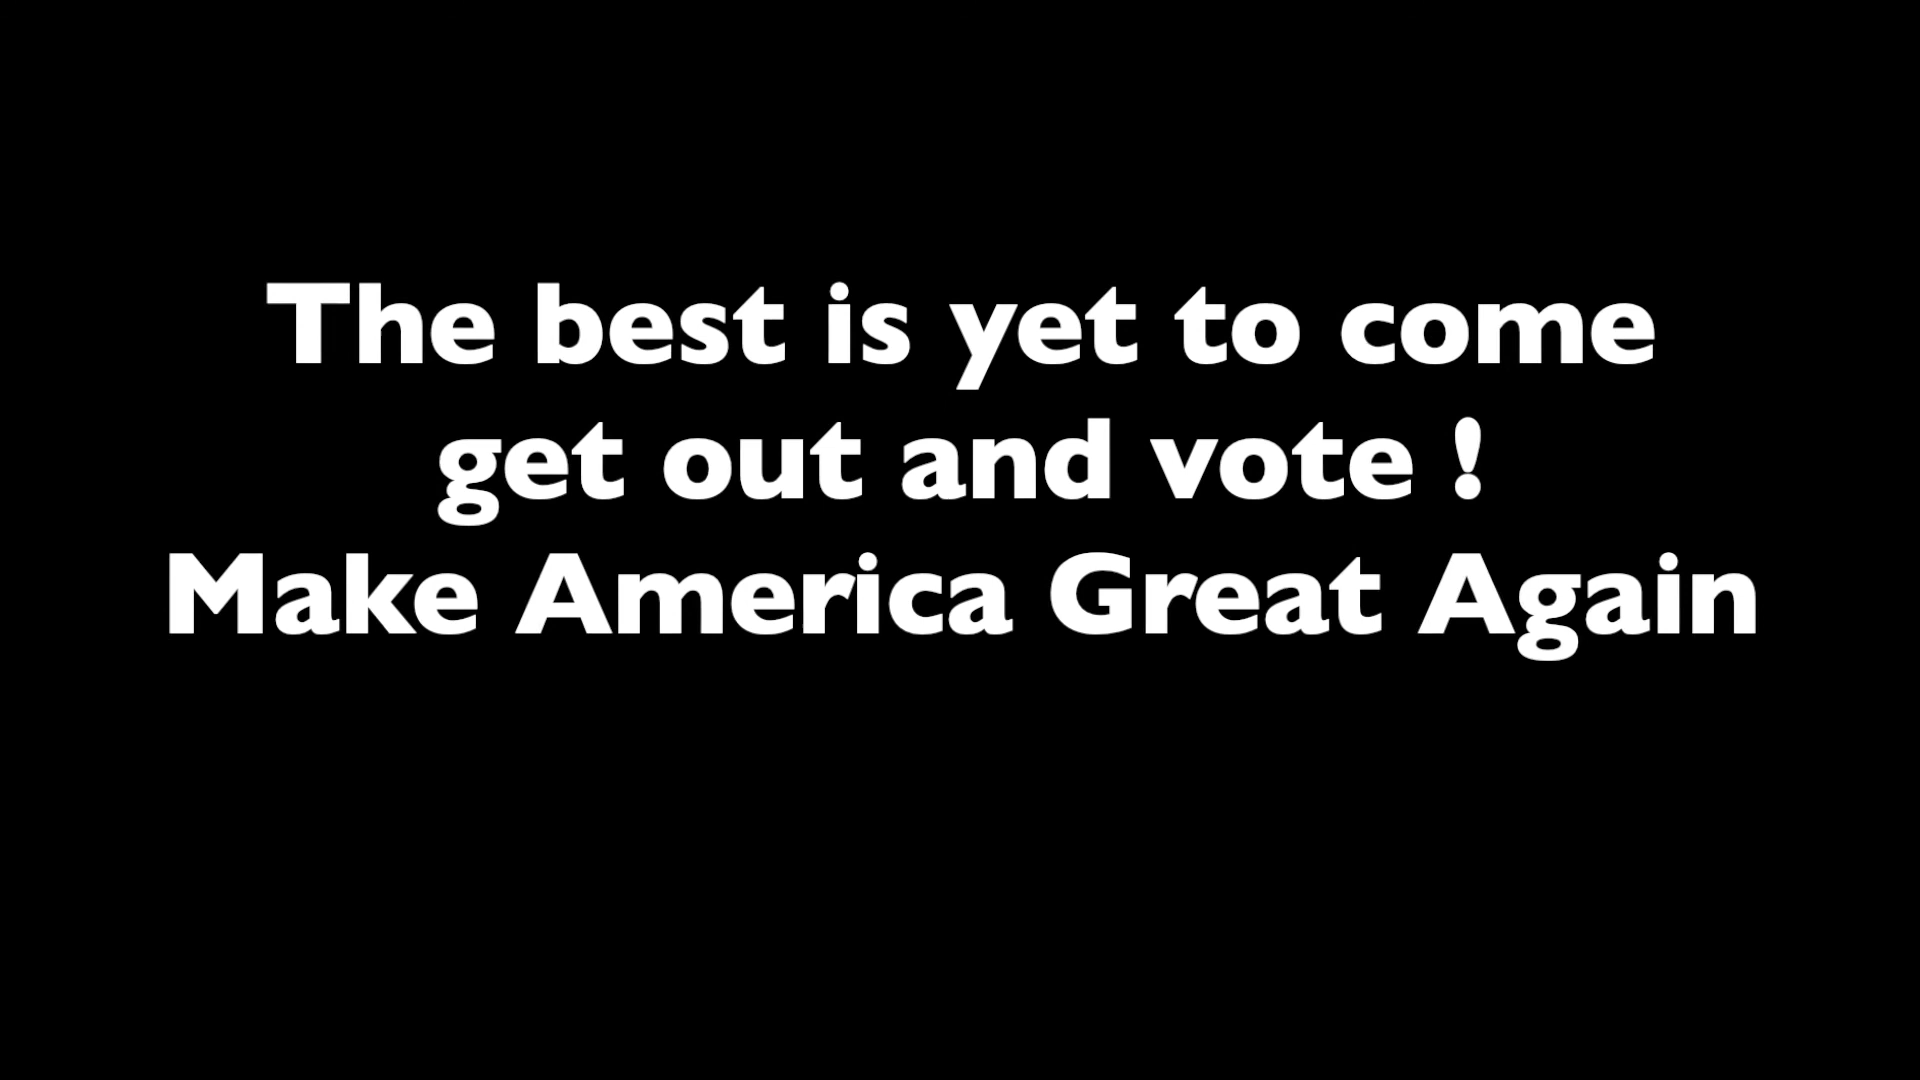 The best is yet to come
get out and vote !
Make America Great Again